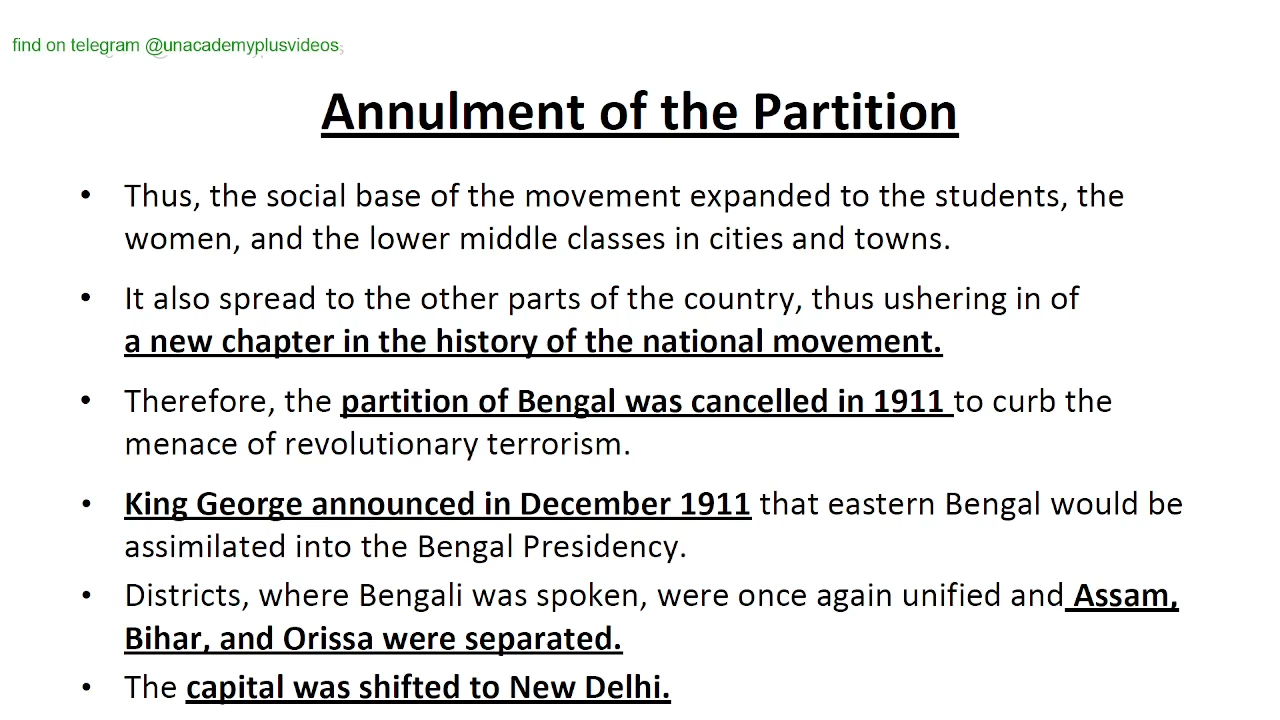 find on telegram @unacademyplusvideos
Annulment of the Partition
• Thus, the social base of the movement expanded to the students, the
women, and the lower middle classes in cities and towns.
• It also spread to the other parts of the country, thus ushering in of
a new chapter in the history of the national movement.
• Therefore, the partition of Bengal was cancelled in 1911 to curb the
menace of revolutionary terrorism.
• King George announced in December 1911 that eastern Bengal would be
assimilated into the Bengal Presidency.
• Districts, where Bengali was spoken, were once again unified and Assam,
Bihar, and Orissa were separated.
• The capital was shifted to New Delhi.